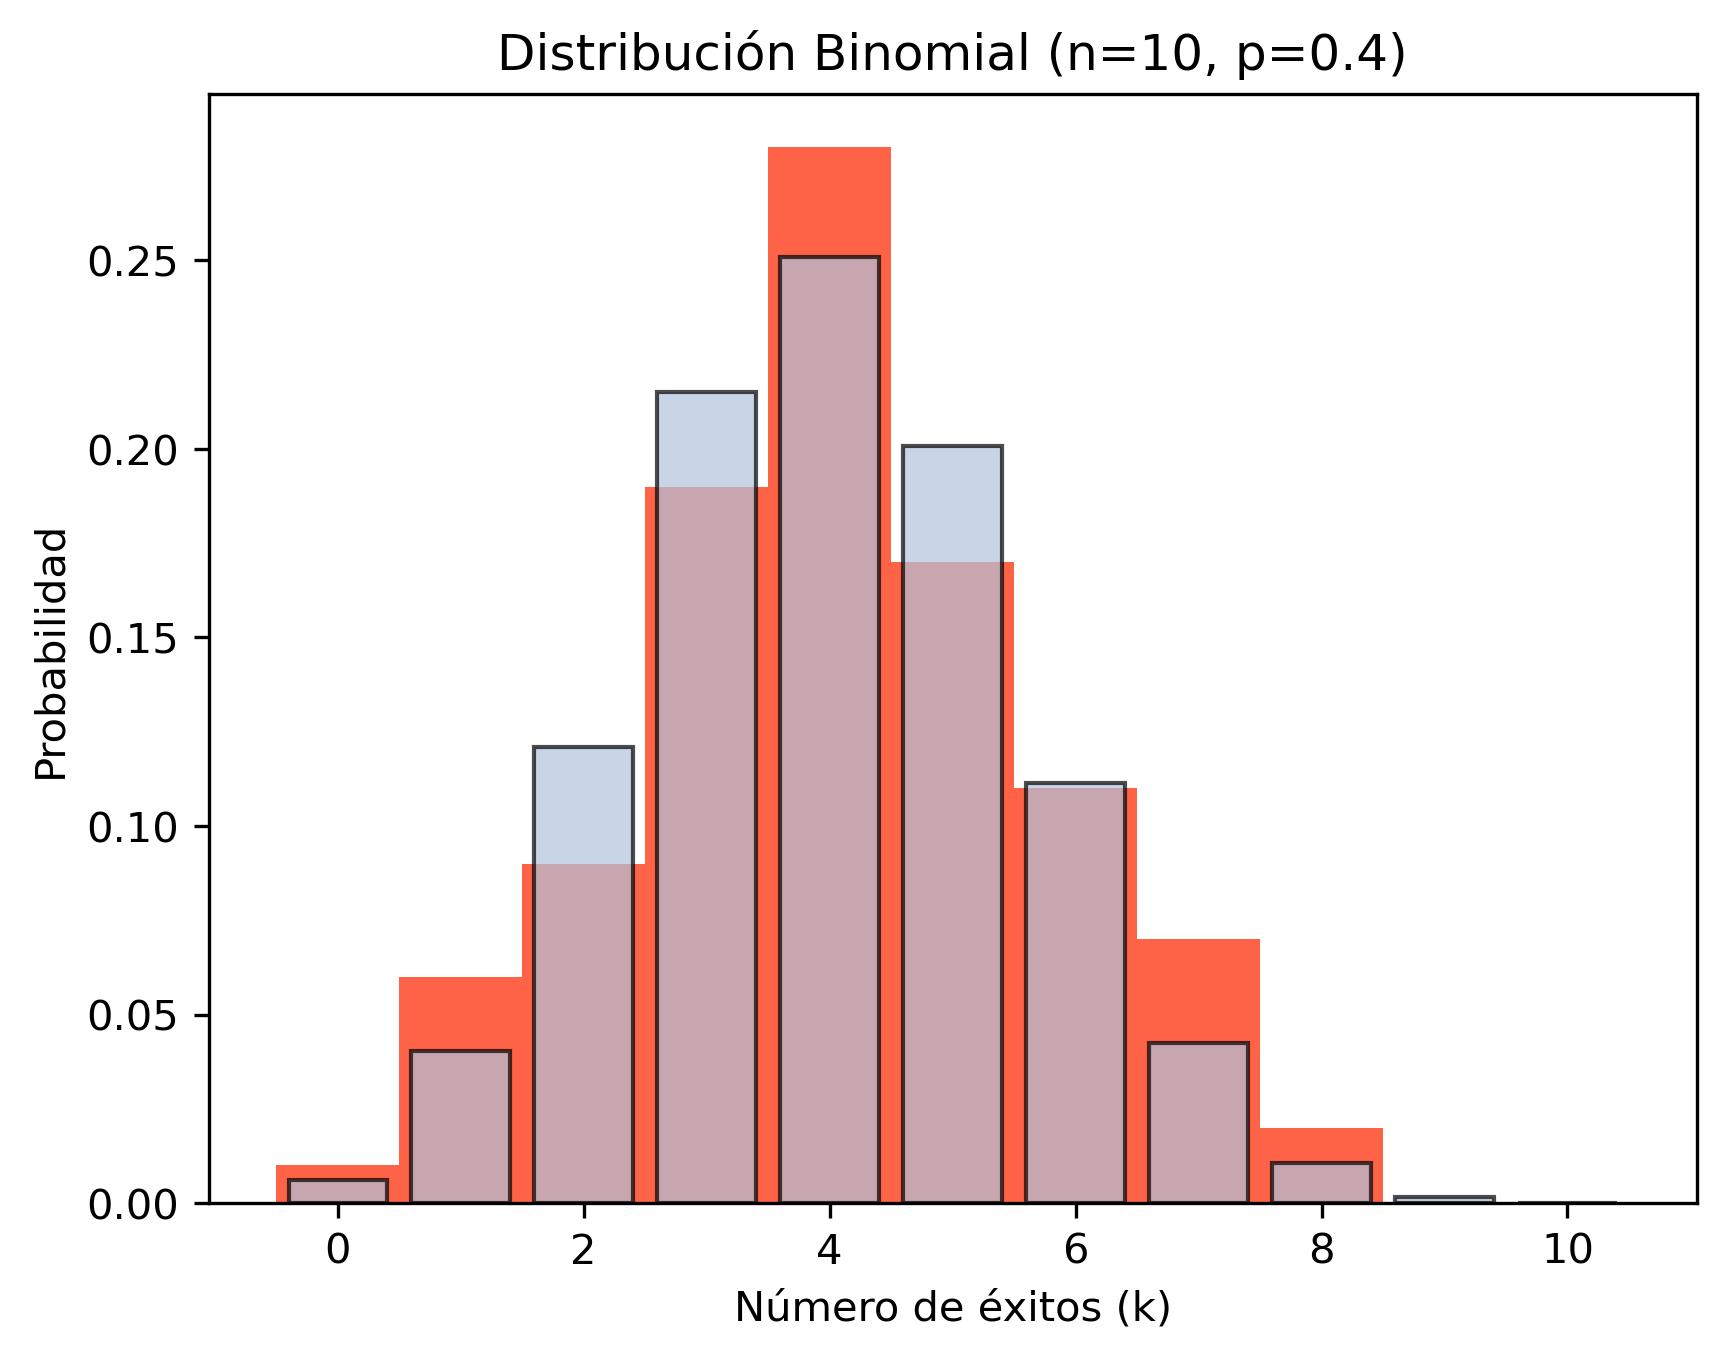 Distribución Binomial (n=10, p=0.4)
Probabilidad
0.25
0.20
0.15
0.10
0.05
0.00
0 2 4 6 8 10
Número de éxitos (k)